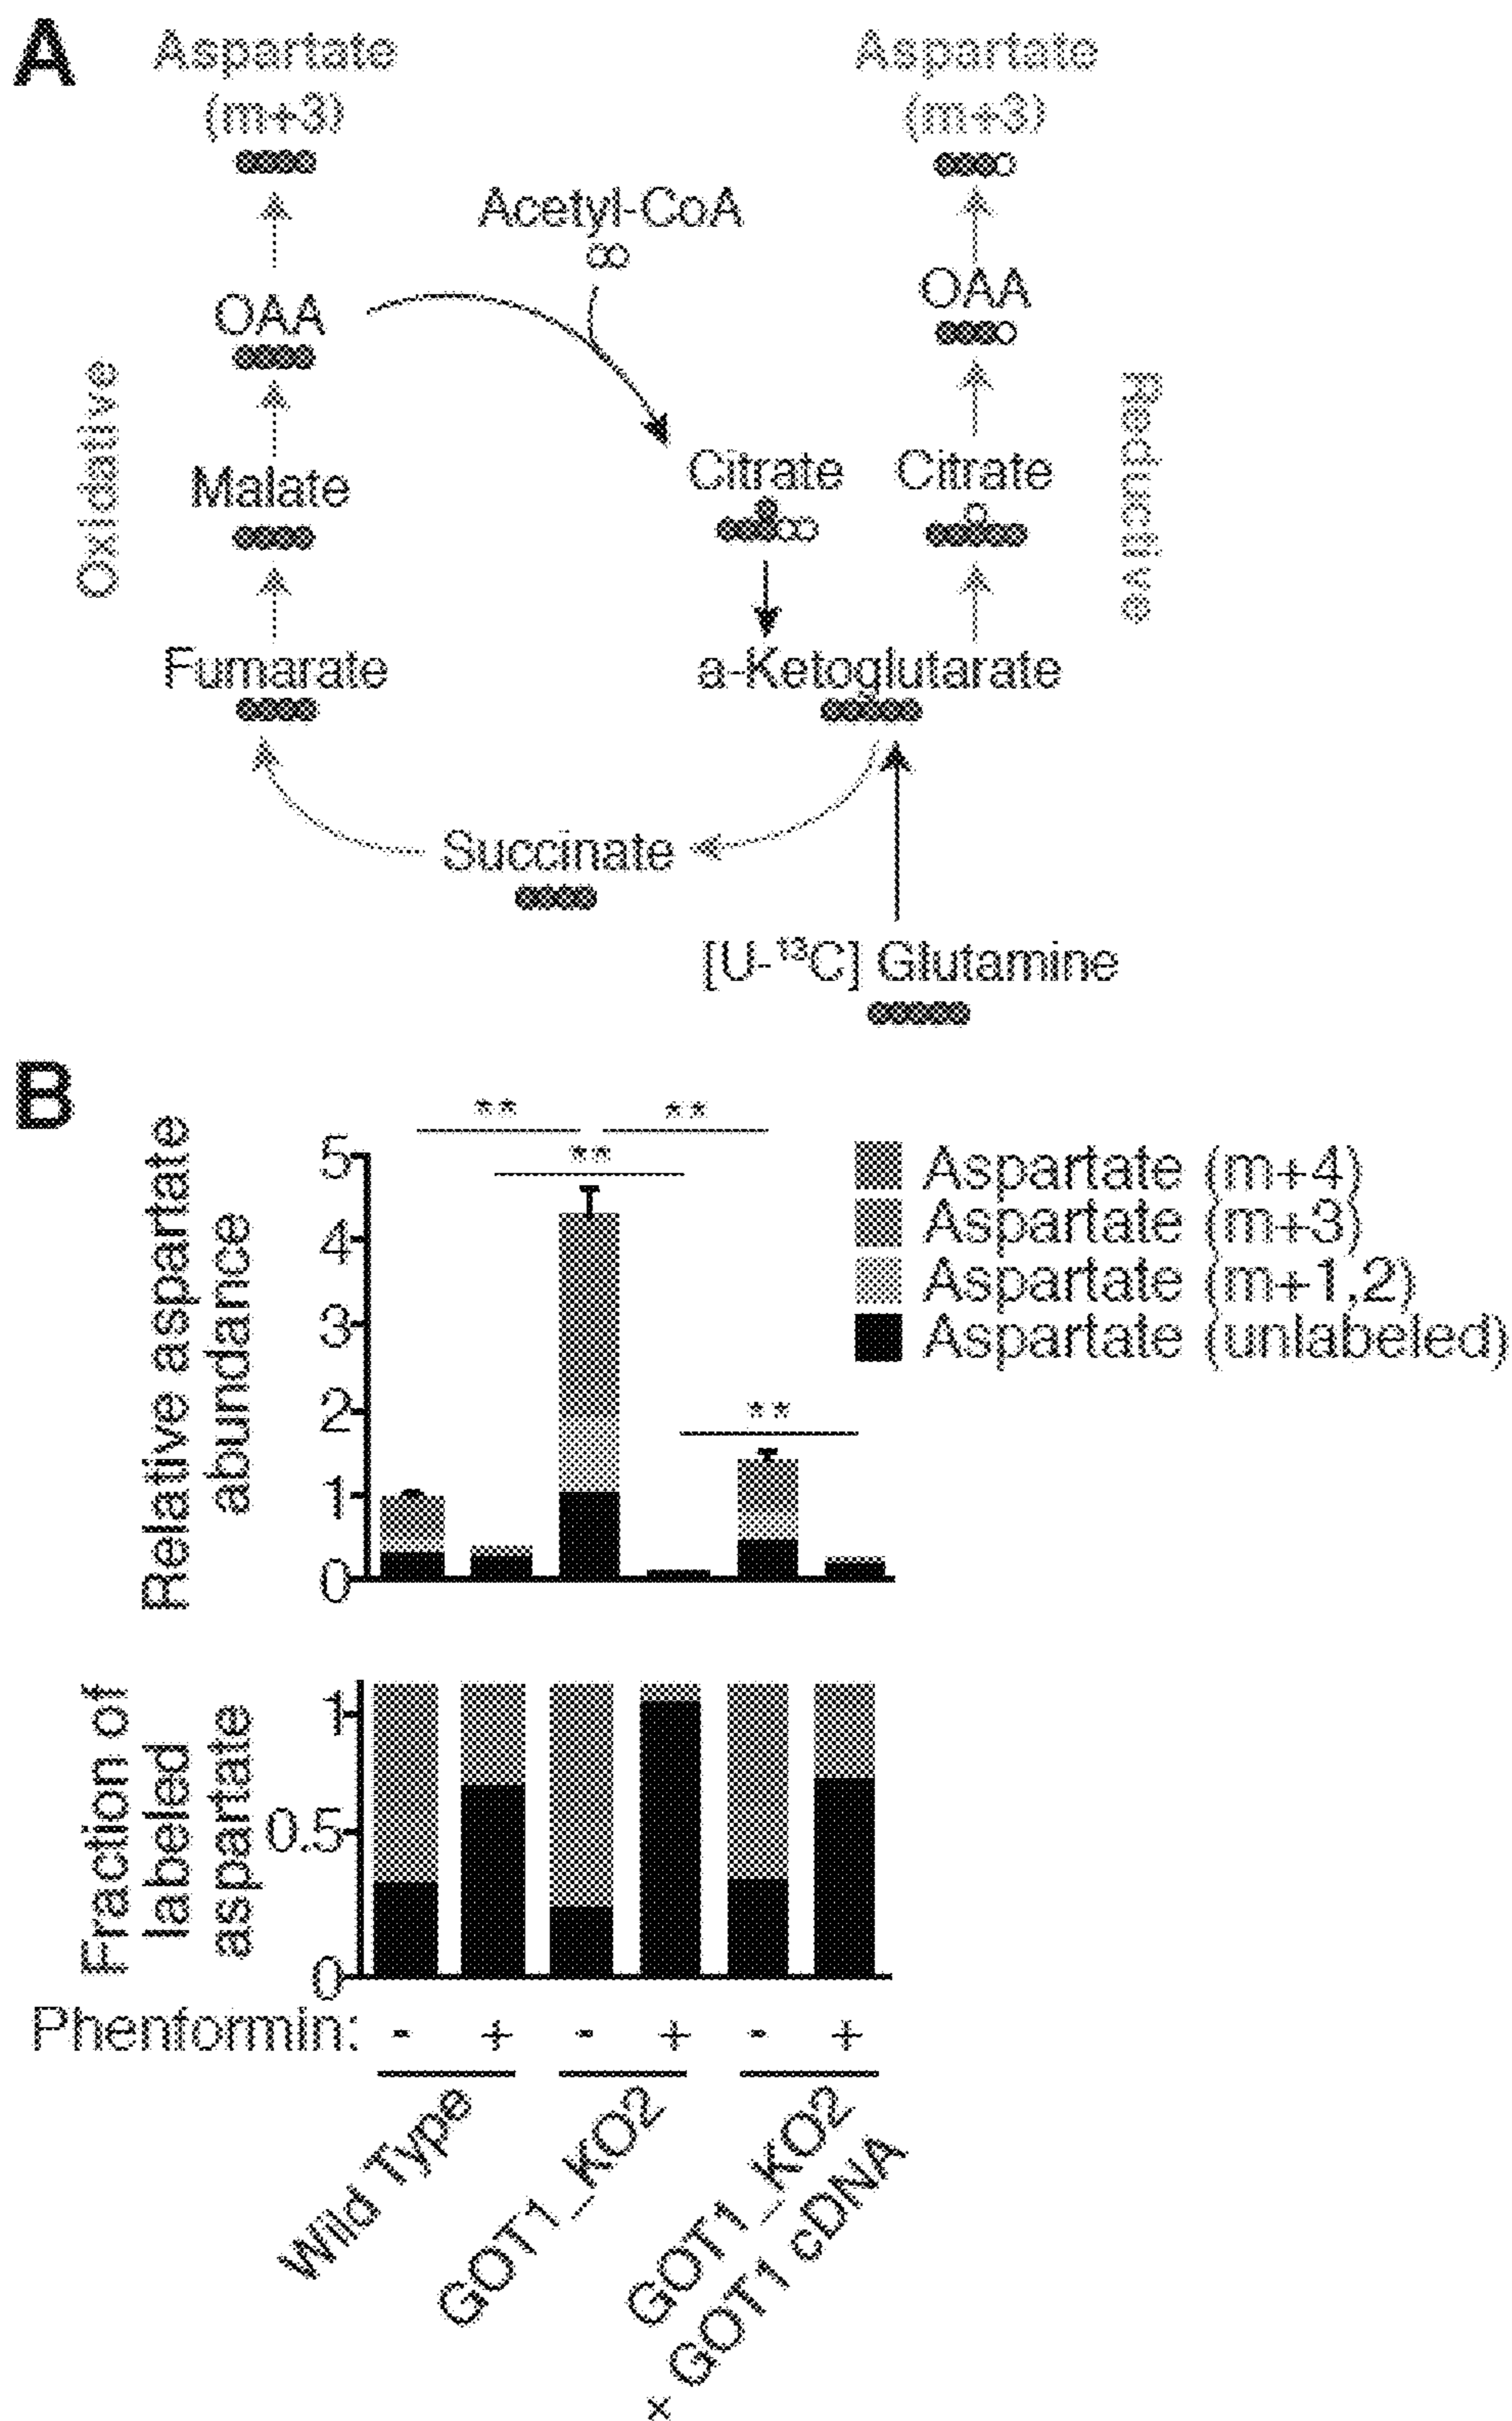 A
Aspartate
(m+3)
Aspartate
(m+3)
Acetyl-CoA
OAA
OAA
Oxidative
Reductive
Malate
Citrate
Citrate
Fumarate
a-Ketoglutarate
Succinate
[U-¹³C] Glutamine
B
Relative aspartate
abundance
5
4
3
2
1
0
**
**
**
**
Aspartate (m+4)
Aspartate (m+3)
Aspartate (m+1,2)
Aspartate (unlabeled)
Fraction of
labeled
aspartate
1
0.5
0
Phenformin: - + - + - +
Wild Type
GOT1_KO2
GOT1_KO2
+ GOT1 cDNA